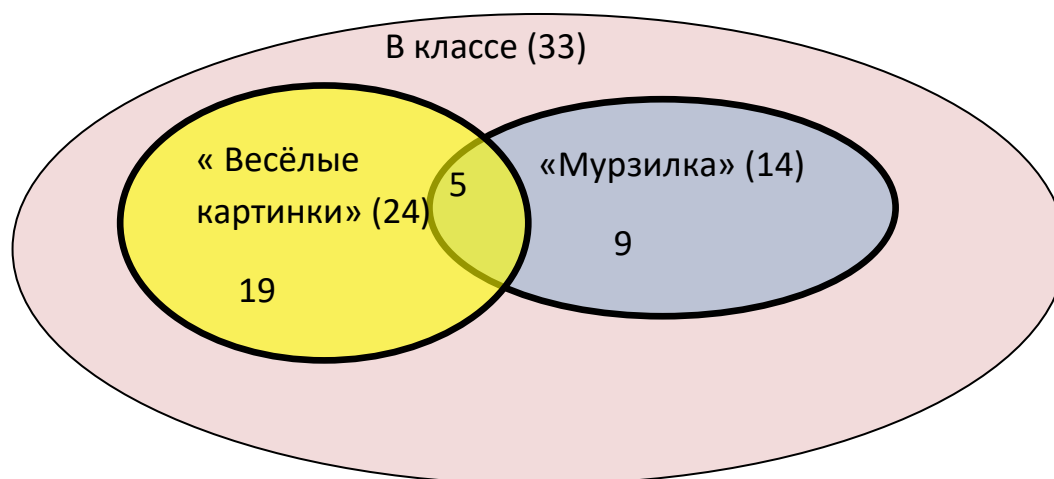 В классе (33)
« Весёлые
картинки» (24)
5
«Мурзилка» (14)
9
19